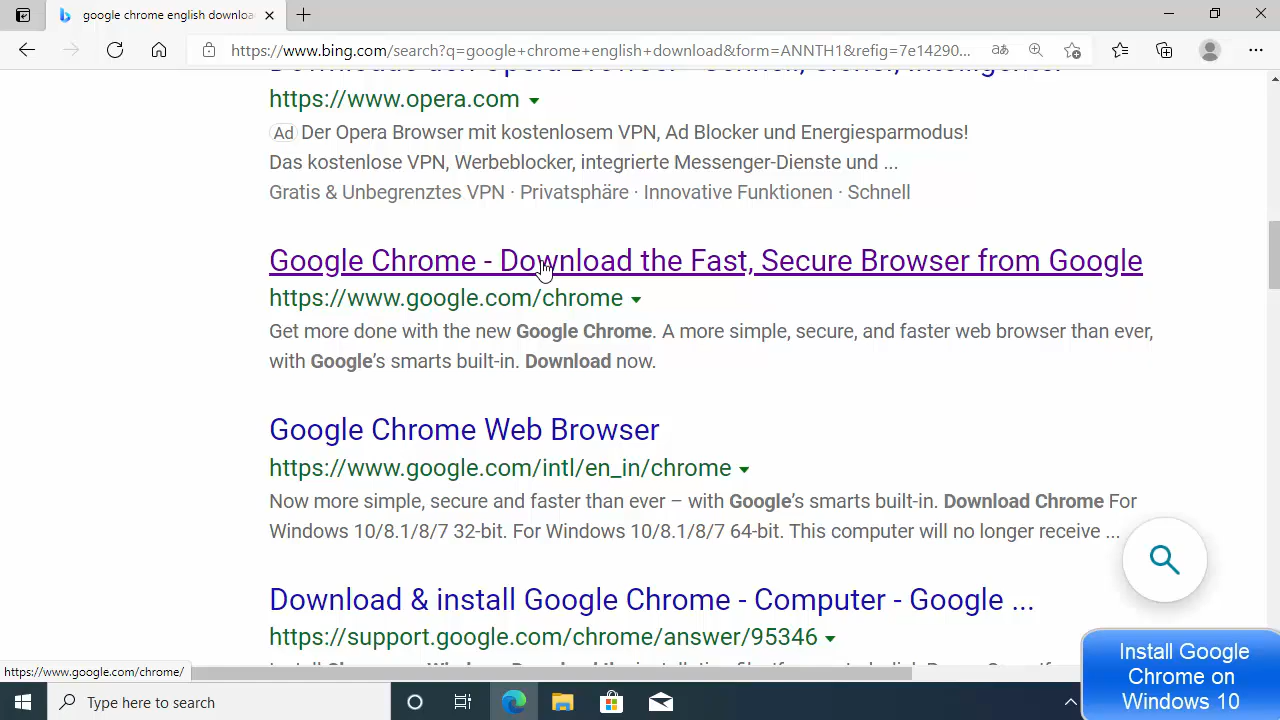 google chrome english downloa
https://www.bing.com/search?q=google+chrome+english+download&form=ANNTH1&refig=7e14290...
https://www.opera.com
Ad Der Opera Browser mit kostenlosem VPN, Ad Blocker und Energiesparmodus!
Das kostenlose VPN, Werbeblocker, integrierte Messenger-Dienste und ...
Gratis & Unbegrenztes VPN · Privatsphäre · Innovative Funktionen · Schnell
Google Chrome - Download the Fast, Secure Browser from Google
https://www.google.com/chrome
Get more done with the new Google Chrome. A more simple, secure, and faster web browser than ever,
with Google's smarts built-in. Download now.
Google Chrome Web Browser
https://www.google.com/intl/en_in/chrome
Now more simple, secure and faster than ever – with Google's smarts built-in. Download Chrome For
Windows 10/8.1/8/7 32-bit. For Windows 10/8.1/8/7 64-bit. This computer will no longer receive ...
Download & install Google Chrome - Computer - Google ...
https://support.google.com/chrome/answer/95346
https://www.google.com/chrome/
Install Google
Chrome on
Windows 10
Type here to search